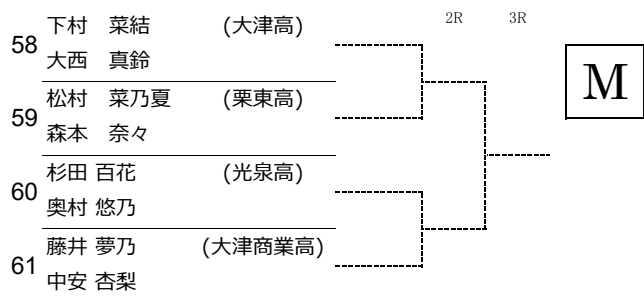 2R 3R
58 下村 菜結 (大津高)
大西 真鈴
M
59 松村 菜乃夏 (栗東高)
森本 奈々
60 杉田 百花 (光泉高)
奥村 悠乃
61 藤井 夢乃 (大津商業高)
中安 杏梨